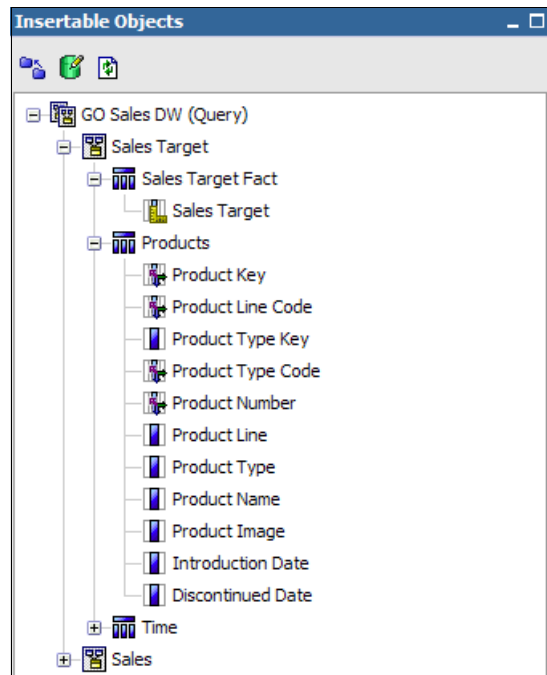 Insertable Objects
GO Sales DW (Query)
Sales Target
Sales Target Fact
Sales Target
Products
Product Key
Product Line Code
Product Type Key
Product Type Code
Product Number
Product Line
Product Type
Product Name
Product Image
Introduction Date
Discontinued Date
Time
Sales